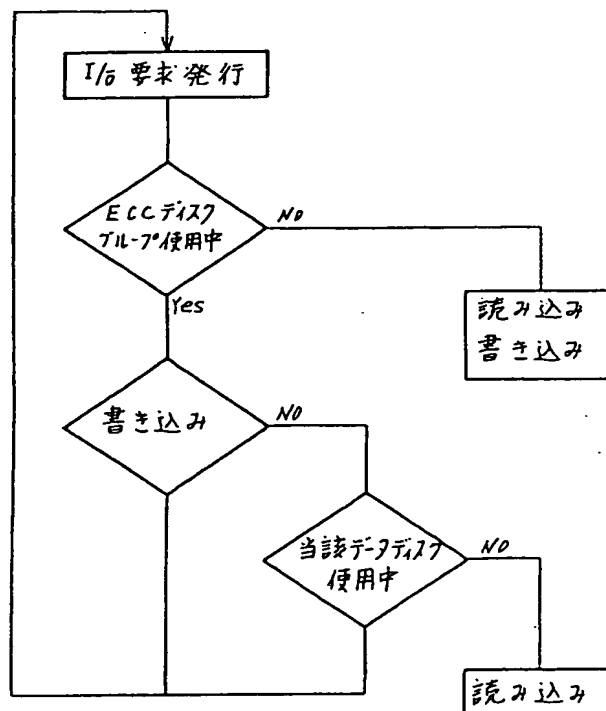 I/O 要求発行
ECCディスク
グループ使用中
NO
Yes
読み込み
書き込み
書き込み
NO
当該データディスク
使用中
NO
読み込み